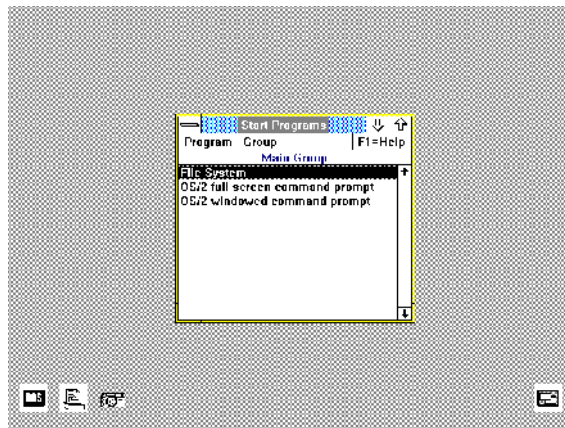 Start Programs
Program Group F1=Help
Main Group
File System
OS/2 full screen command prompt
OS/2 windowed command prompt